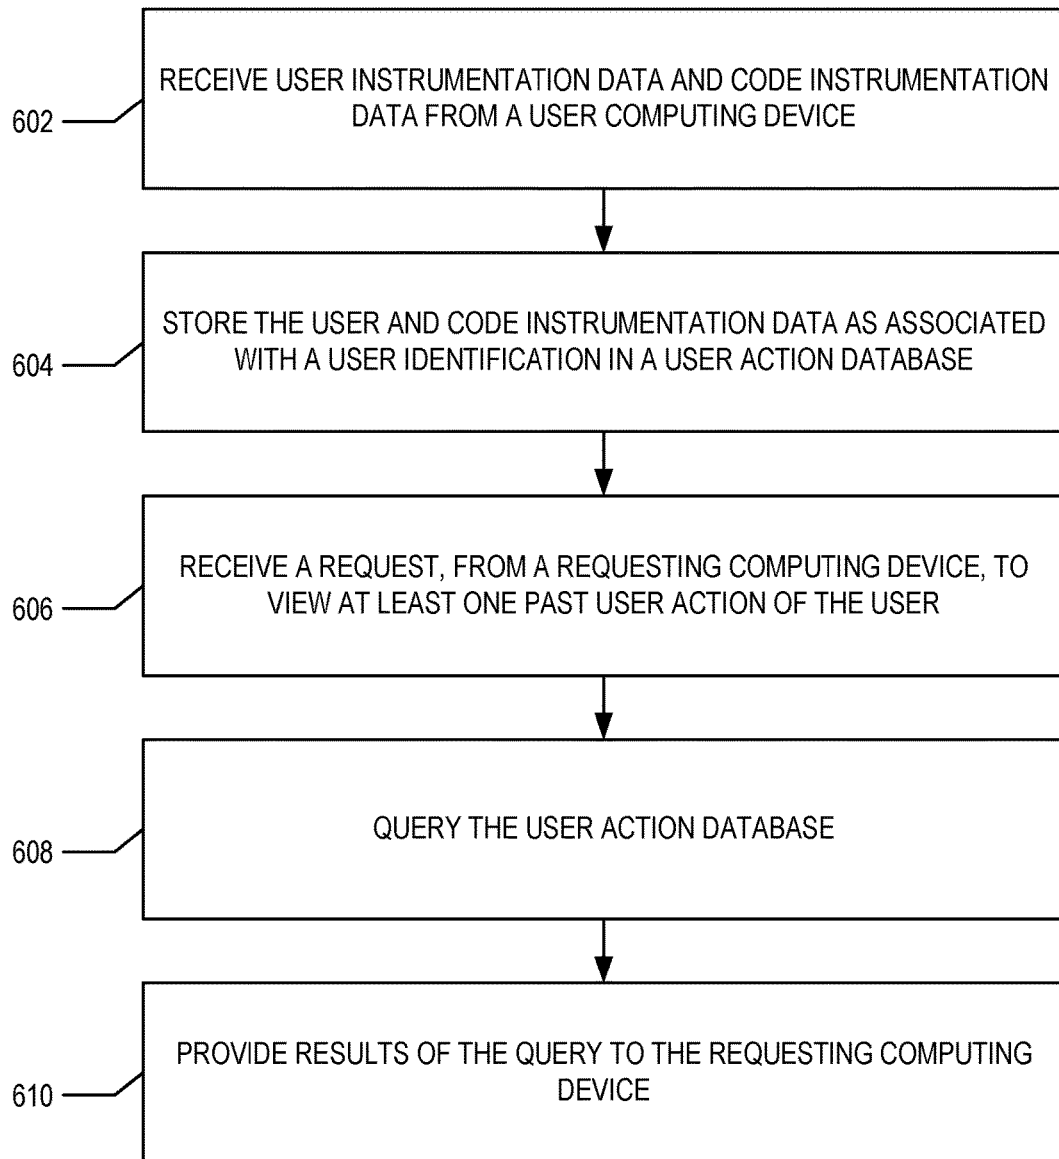 RECEIVE USER INSTRUMENTATION DATA AND CODE INSTRUMENTATION
DATA FROM A USER COMPUTING DEVICE
602
STORE THE USER AND CODE INSTRUMENTATION DATA AS ASSOCIATED
WITH A USER IDENTIFICATION IN A USER ACTION DATABASE
604
RECEIVE A REQUEST, FROM A REQUESTING COMPUTING DEVICE, TO
VIEW AT LEAST ONE PAST USER ACTION OF THE USER
606
QUERY THE USER ACTION DATABASE
608
PROVIDE RESULTS OF THE QUERY TO THE REQUESTING COMPUTING
DEVICE
610